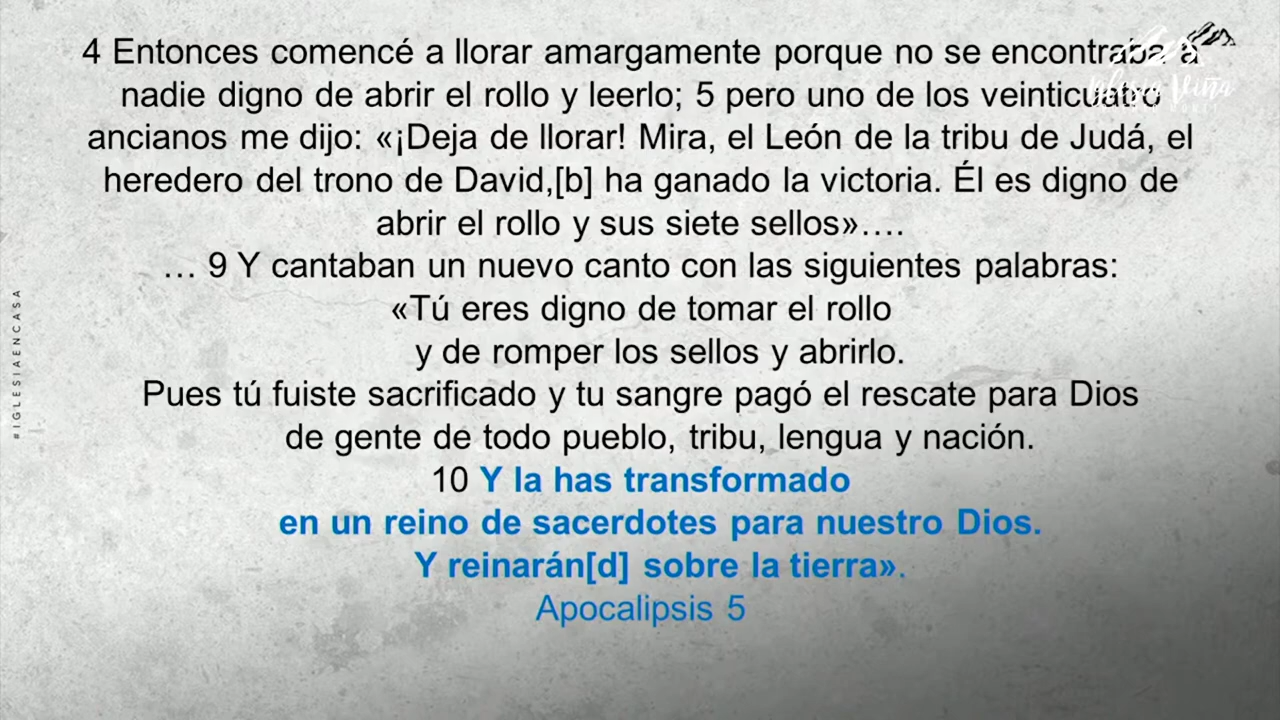 4 Entonces comencé a llorar amargamente porque no se encontraba a
nadie digno de abrir el rollo y leerlo; 5 pero uno de los veinticuatro
ancianos me dijo: «¡Deja de llorar! Mira, el León de la tribu de Judá, el
heredero del trono de David,[b] ha ganado la victoria. Él es digno de
abrir el rollo y sus siete sellos»….
… 9 Y cantaban un nuevo canto con las siguientes palabras:
«Tú eres digno de tomar el rollo
y de romper los sellos y abrirlo.
Pues tú fuiste sacrificado y tu sangre pagó el rescate para Dios
de gente de todo pueblo, tribu, lengua y nación.
10 Y la has transformado
en un reino de sacerdotes para nuestro Dios.
Y reinarán[d] sobre la tierra».
Apocalipsis 5
#IGLESIAENCASA
Iglesia Viña